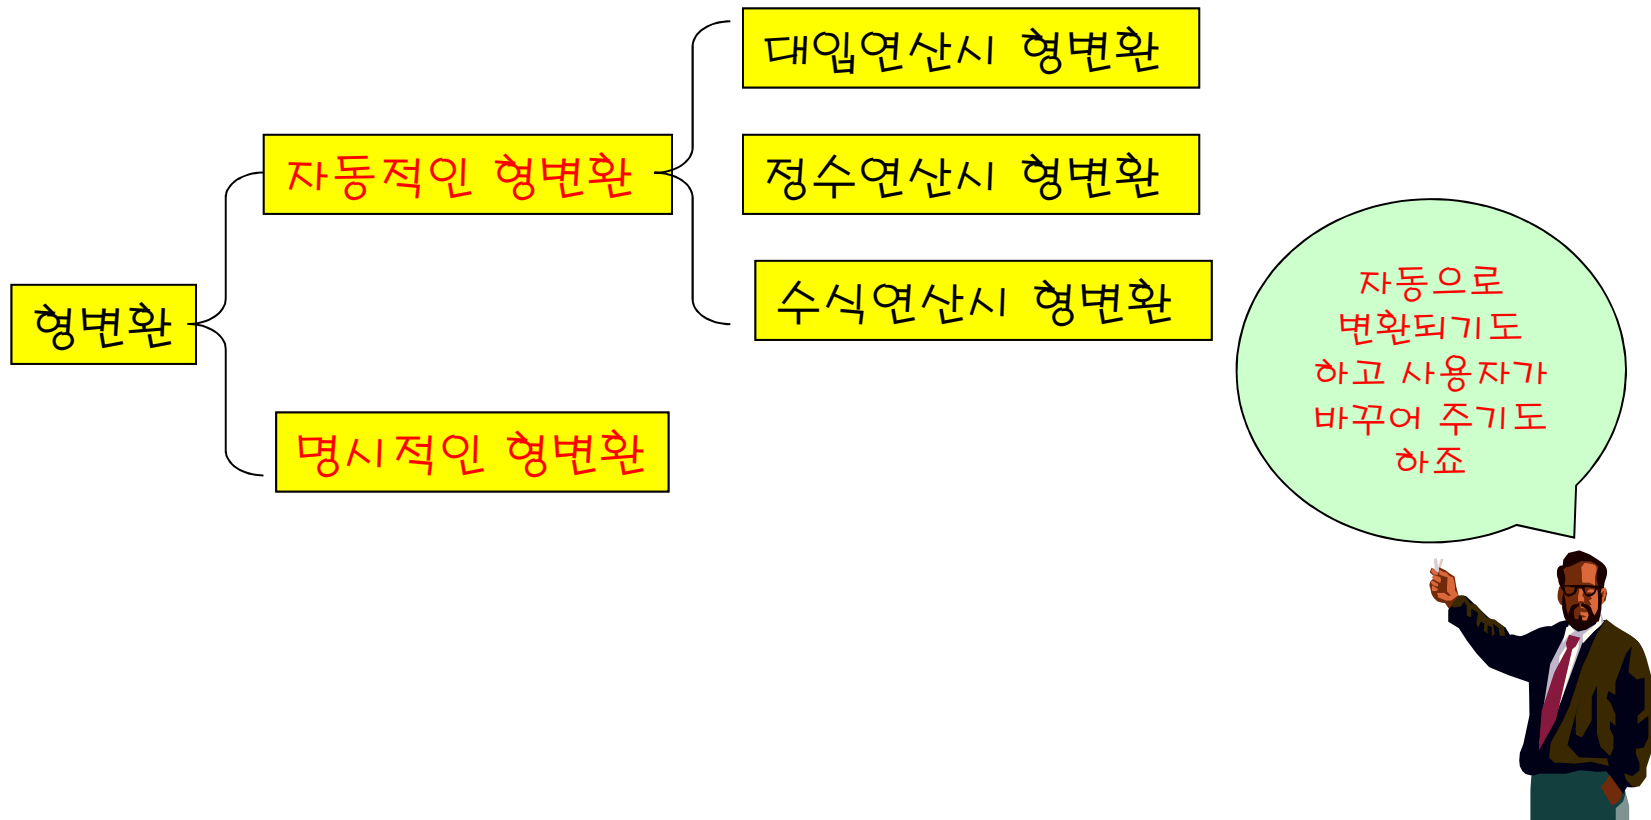 형변환
자동적인 형변환
명시적인 형변환
대입연산시 형변환
정수연산시 형변환
수식연산시 형변환
자동으로
변환되기도
하고 사용자가
바꾸어 주기도
하죠